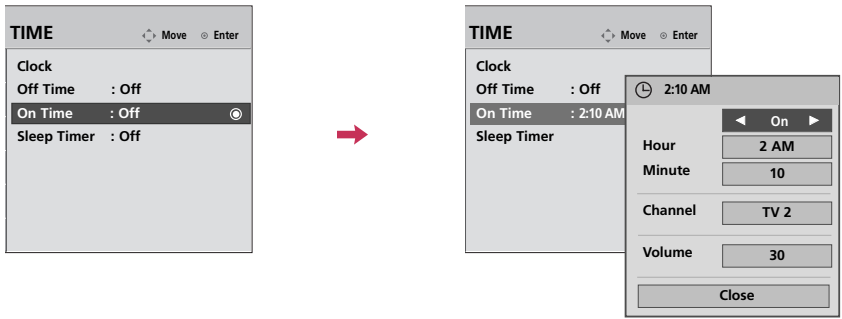 TIME Move Enter
Clock
Off Time : Off
On Time : Off
Sleep Timer : Off
TIME Move Enter
Clock
Off Time : Off
On Time : 2:10 AM
Sleep Timer
2:10 AM
◄ On ►
Hour 2 AM
Minute 10
Channel TV 2
Volume 30
Close